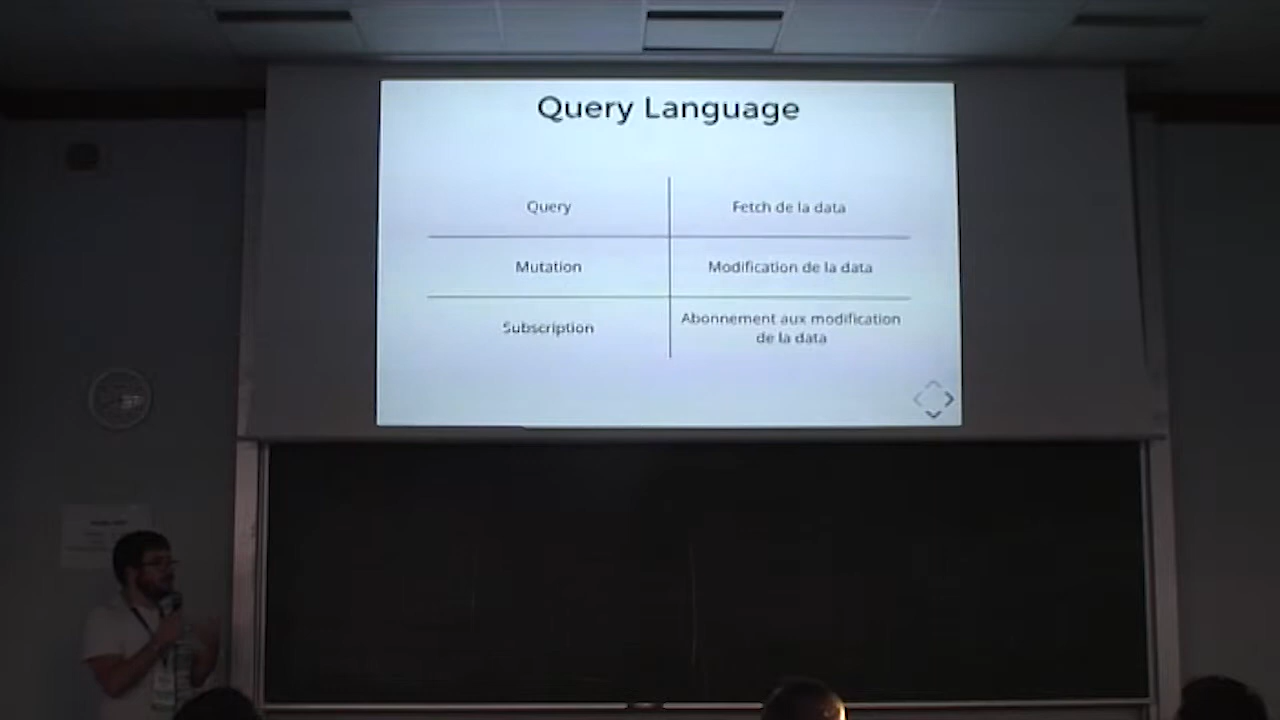 Query Language
Query
Fetch de la data
Mutation
Modification de la data
Subscription
Abonnement aux modification
de la data